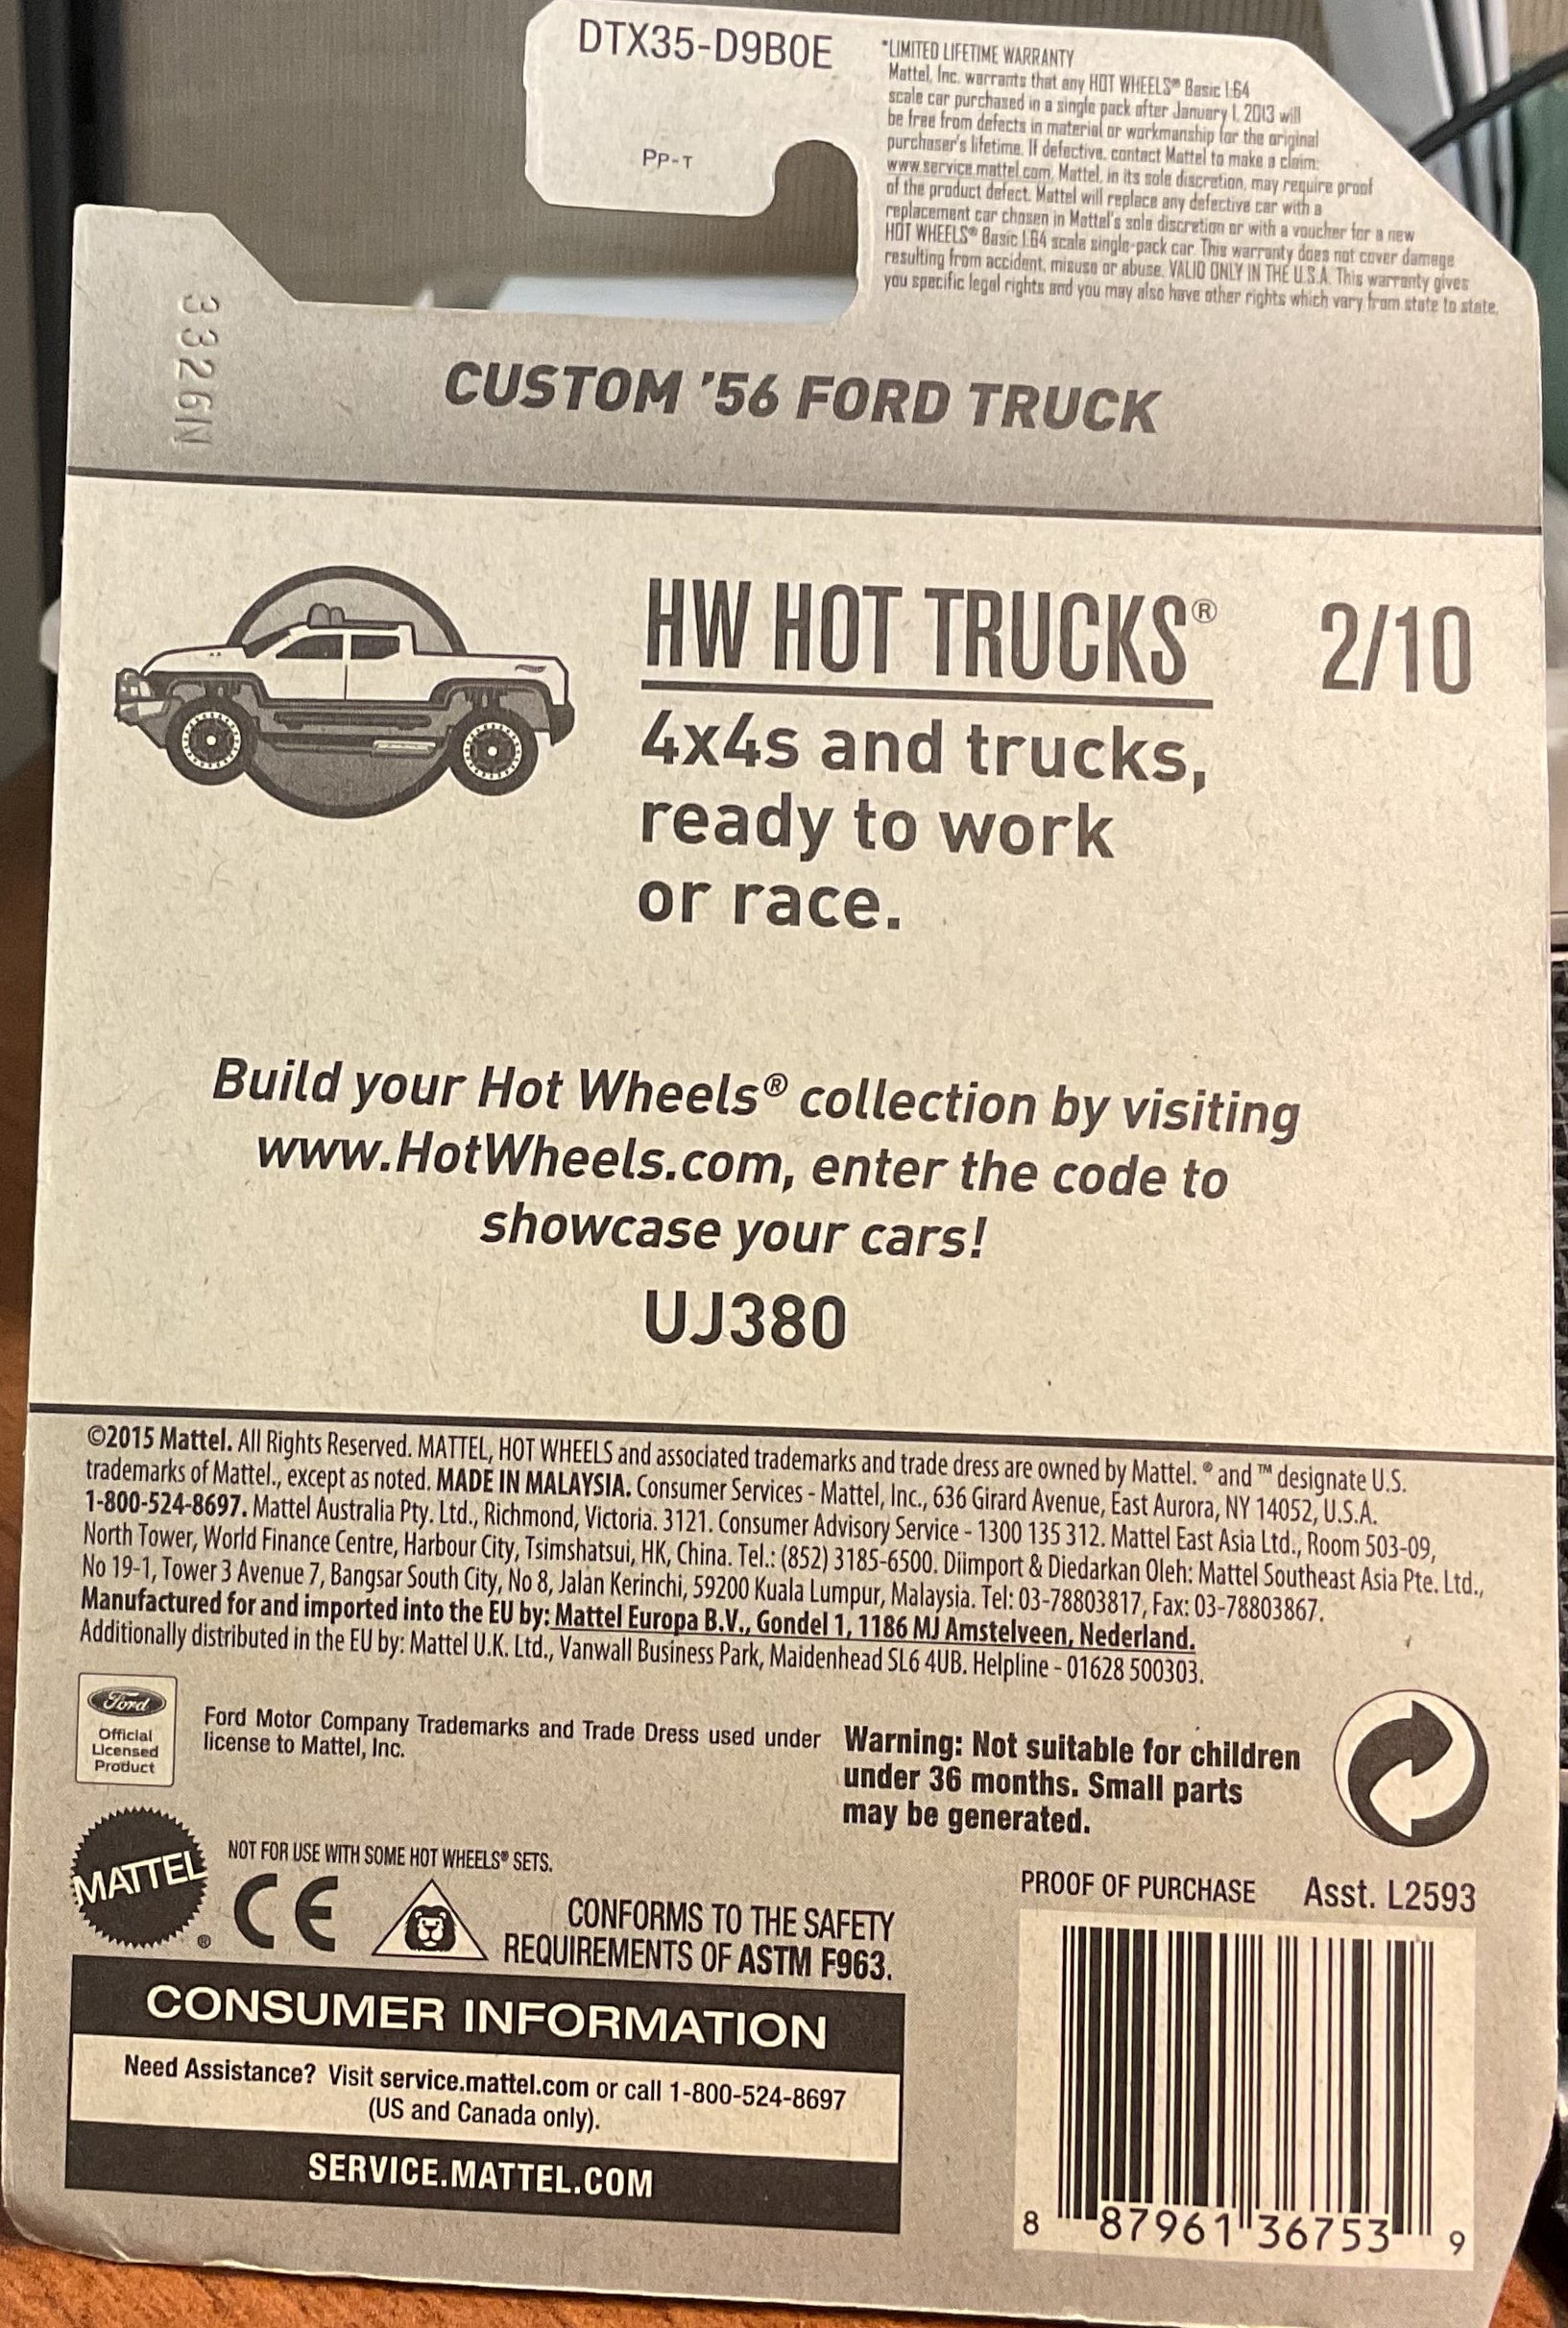 DTX35-D9B0E
PP-T
*LIMITED LIFETIME WARRANTY
Mattel, Inc. warrants that any HOT WHEELS® Basic 1:64
scale car purchased in a single pack after January 1, 2013 will
be free from defects in material or workmanship for the original
purchaser's lifetime. If defective, contact Mattel to make a claim:
www.service.mattel.com. Mattel, in its sole discretion, may require proof
of the product defect. Mattel will replace any defective car with a
replacement car chosen in Mattel's sole discretion or with a voucher for a new
HOT WHEELS® Basic 1:64 scale single-pack car. This warranty does not cover damage
resulting from accident, misuse or abuse. VALID ONLY IN THE U.S.A. This warranty gives
you specific legal rights and you may also have other rights which vary from state to state.
3326N
CUSTOM '56 FORD TRUCK
HW HOT TRUCKS® 2/10
4x4s and trucks,
ready to work
or race.
Build your Hot Wheels® collection by visiting
www.HotWheels.com, enter the code to
showcase your cars!
UJ380
©2015 Mattel. All Rights Reserved. MATTEL, HOT WHEELS and associated trademarks and trade dress are owned by Mattel. ® and ™ designate U.S.
trademarks of Mattel., except as noted. MADE IN MALAYSIA. Consumer Services - Mattel, Inc., 636 Girard Avenue, East Aurora, NY 14052, U.S.A.
1-800-524-8697. Mattel Australia Pty. Ltd., Richmond, Victoria. 3121. Consumer Advisory Service - 1300 135 312. Mattel East Asia Ltd., Room 503-09,
North Tower, World Finance Centre, Harbour City, Tsimshatsui, HK, China. Tel.: (852) 3185-6500. Diimport & Diedarkan Oleh: Mattel Southeast Asia Pte. Ltd.,
No 19-1, Tower 3 Avenue 7, Bangsar South City, No 8, Jalan Kerinchi, 59200 Kuala Lumpur, Malaysia. Tel: 03-78803817, Fax: 03-78803867.
Manufactured for and imported into the EU by: Mattel Europa B.V., Gondel 1, 1186 MJ Amstelveen, Nederland.
Additionally distributed in the EU by: Mattel U.K. Ltd., Vanwall Business Park, Maidenhead SL6 4UB. Helpline - 01628 500303.
Ford
Official
Licensed
Product
Ford Motor Company Trademarks and Trade Dress used under
license to Mattel, Inc.
Warning: Not suitable for children
under 36 months. Small parts
may be generated.
MATTEL ®
NOT FOR USE WITH SOME HOT WHEELS® SETS.
CE
CONFORMS TO THE SAFETY
REQUIREMENTS OF ASTM F963.
PROOF OF PURCHASE Asst. L2593
CONSUMER INFORMATION
Need Assistance? Visit service.mattel.com or call 1-800-524-8697
(US and Canada only).
SERVICE.MATTEL.COM
8 87961 36753 9